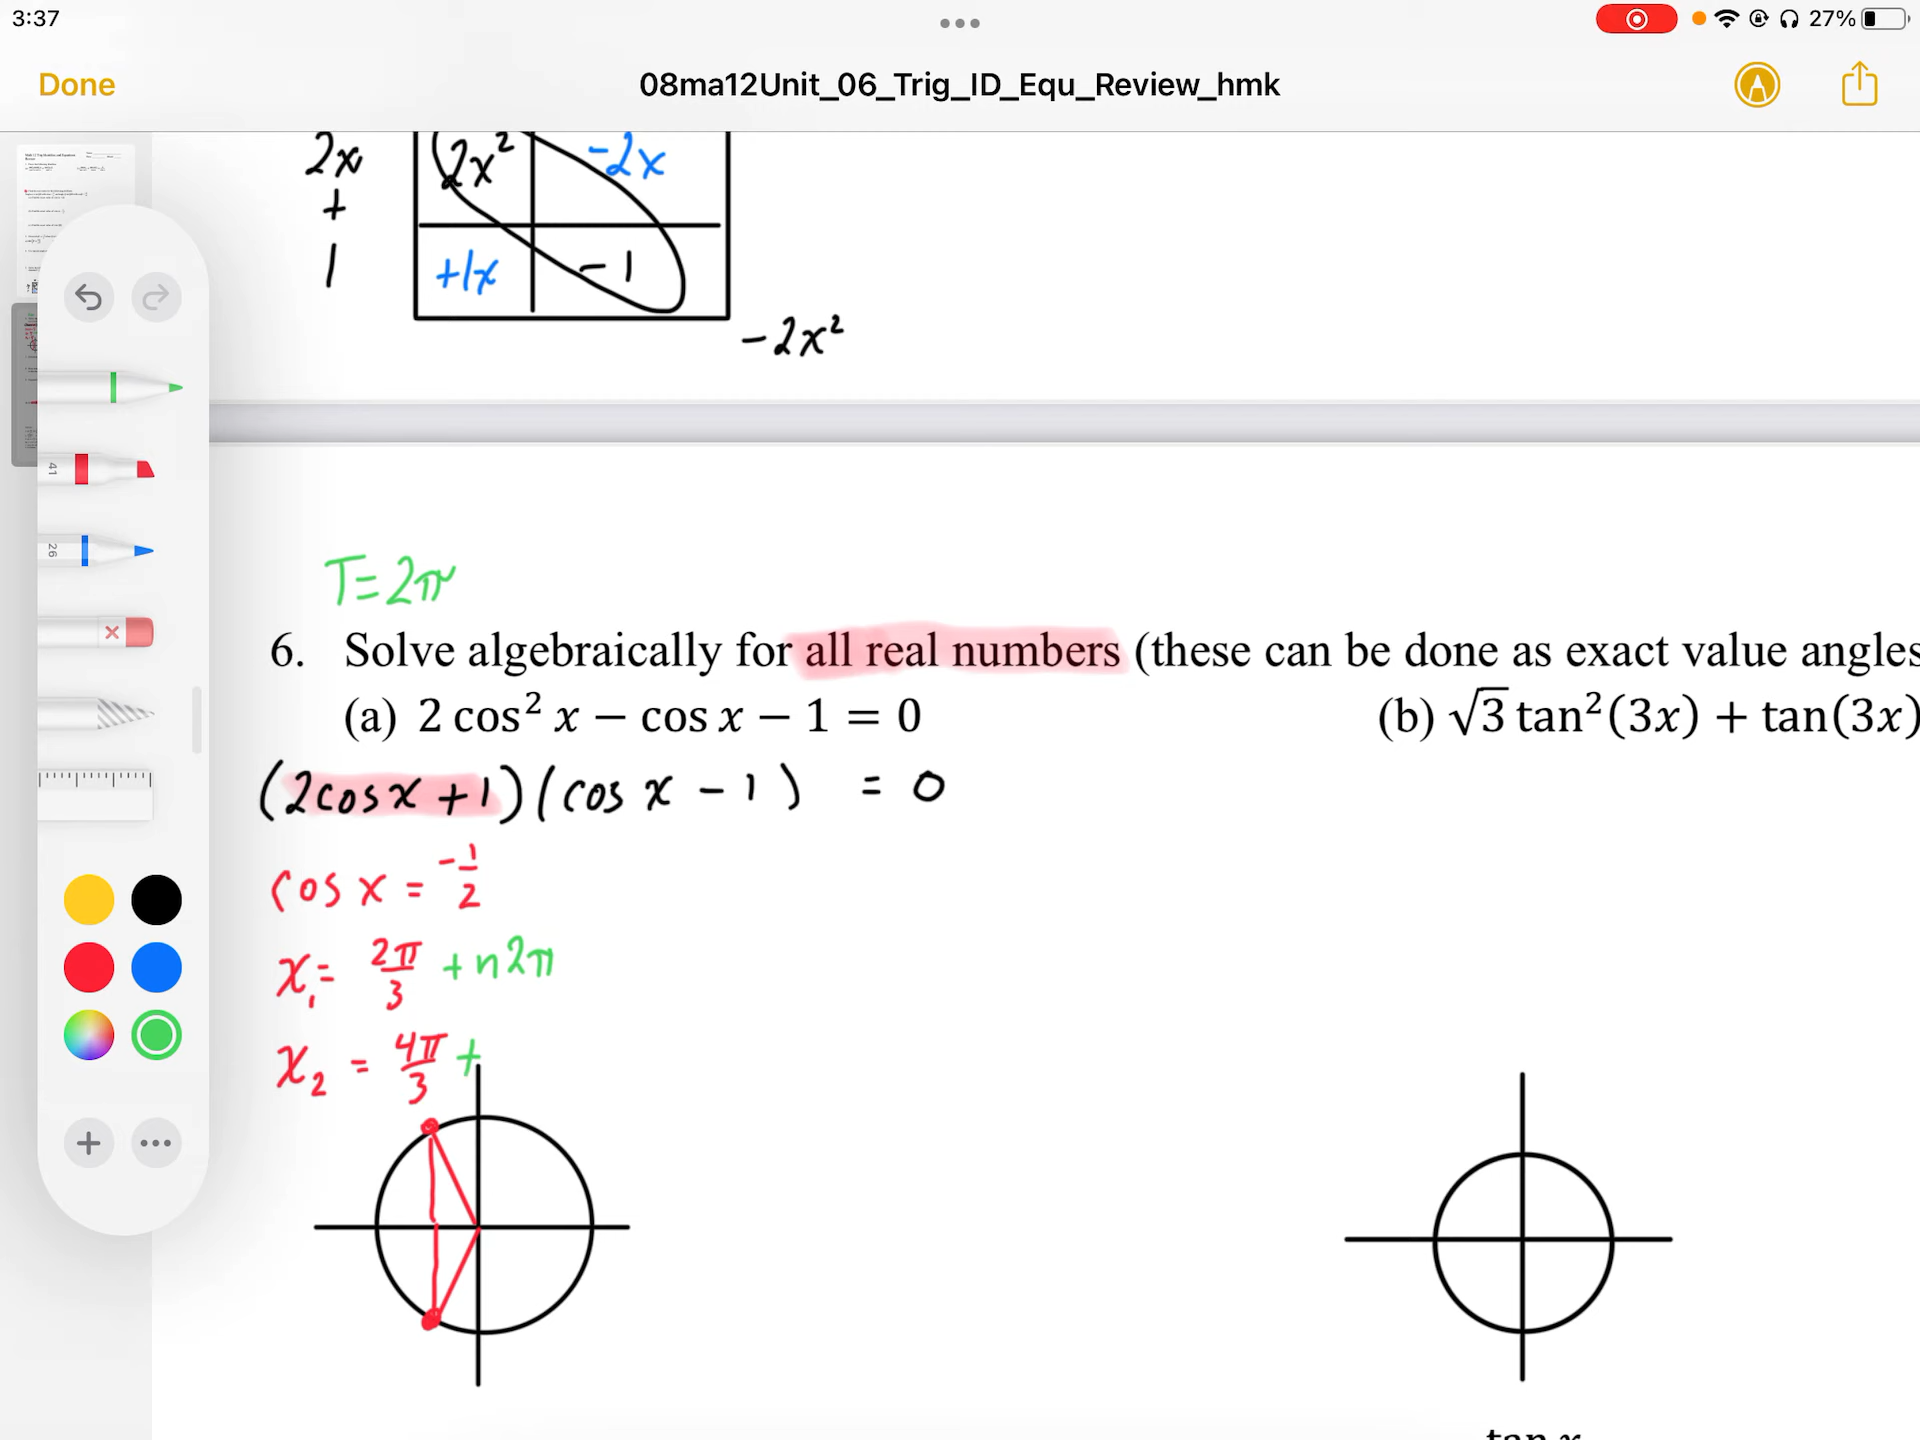 3:37
27%
Done
08ma12Unit_06_Trig_ID_Equ_Review_hmk
2x
2x²
-2x
+
1
+1x
-1
-2x²
41
26
T=2π
6. Solve algebraically for all real numbers (these can be done as exact value angles
(a) 2 cos² x − cos x − 1 = 0
(b) √3 tan²(3x) + tan(3x)
(2cosx+1)(cos x - 1) = 0
cos x = -1/2
x₁ = 2π/3 + n2π
x₂ = 4π/3 +
tan x